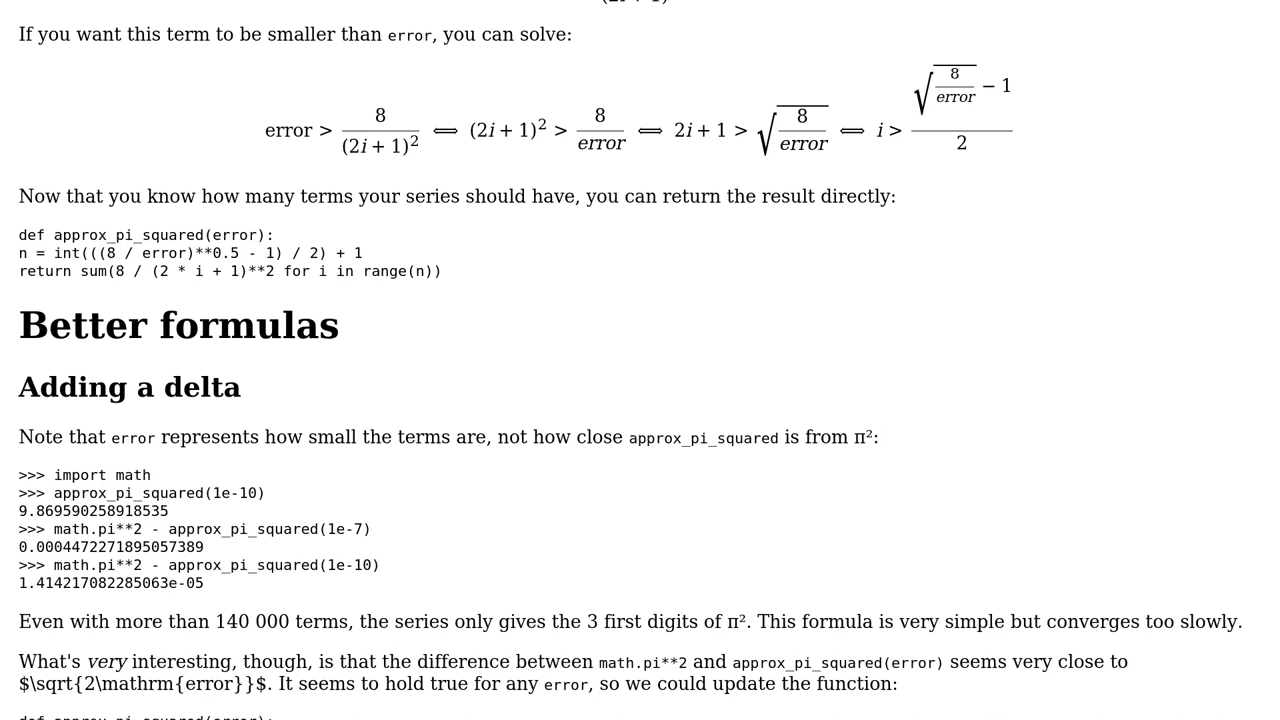 If you want this term to be smaller than error, you can solve:
error > 8/(2i + 1)² ⟺ (2i + 1)² > 8/error ⟺ 2i + 1 > √(8/error) ⟺ i > (√(8/error) − 1)/2
Now that you know how many terms your series should have, you can return the result directly:
def approx_pi_squared(error):
n = int(((8 / error)**0.5 - 1) / 2) + 1
return sum(8 / (2 * i + 1)**2 for i in range(n))
Better formulas
Adding a delta
Note that error represents how small the terms are, not how close approx_pi_squared is from π²:
>>> import math
>>> approx_pi_squared(1e-10)
9.869590258918535
>>> math.pi**2 - approx_pi_squared(1e-7)
0.0004472271895057389
>>> math.pi**2 - approx_pi_squared(1e-10)
1.414217082285063e-05
Even with more than 140 000 terms, the series only gives the 3 first digits of π². This formula is very simple but converges too slowly.
What's very interesting, though, is that the difference between math.pi**2 and approx_pi_squared(error) seems very close to
$\sqrt{2\mathrm{error}}$. It seems to hold true for any error, so we could update the function: